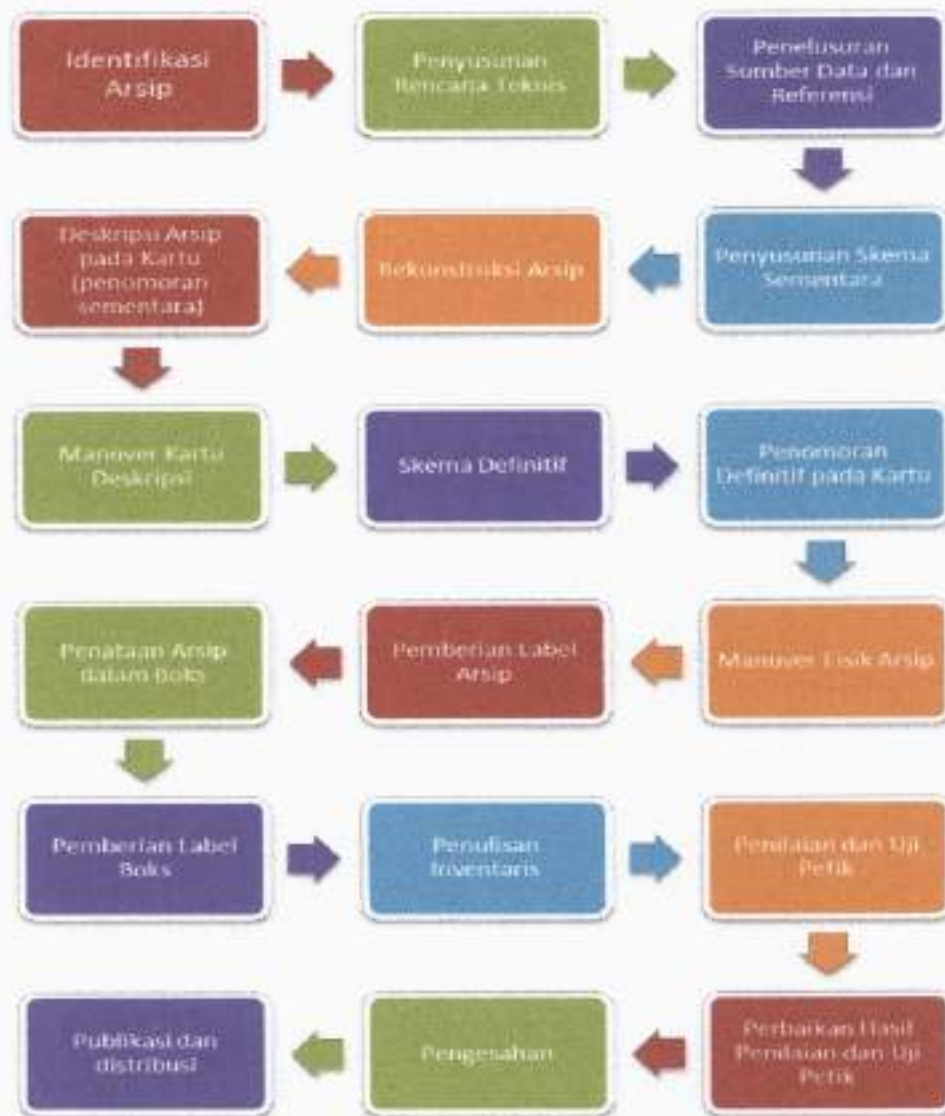 Identifikasi
Arsip
Penyusunan
Rencana Teknis
Penelusuran
Sumber Data dan
Referensi
Penyusunan Skema
Sementara
Rekonstruksi Arsip
Deskripsi Arsip
pada Kartu
(penomoran
sementara)
Manuver Kartu
Deskripsi
Skema Definitif
Penomoran
Definitif pada Kartu
Manuver Fisik Arsip
Pemberian Label
Arsip
Penataan Arsip
dalam Boks
Pemberian Label
Boks
Penulisan
Inventaris
Penilaian dan Uji
Petik
Perbaikan Hasil
Penilaian dan Uji
Petik
Pengesahan
Publikasi dan
distribusi